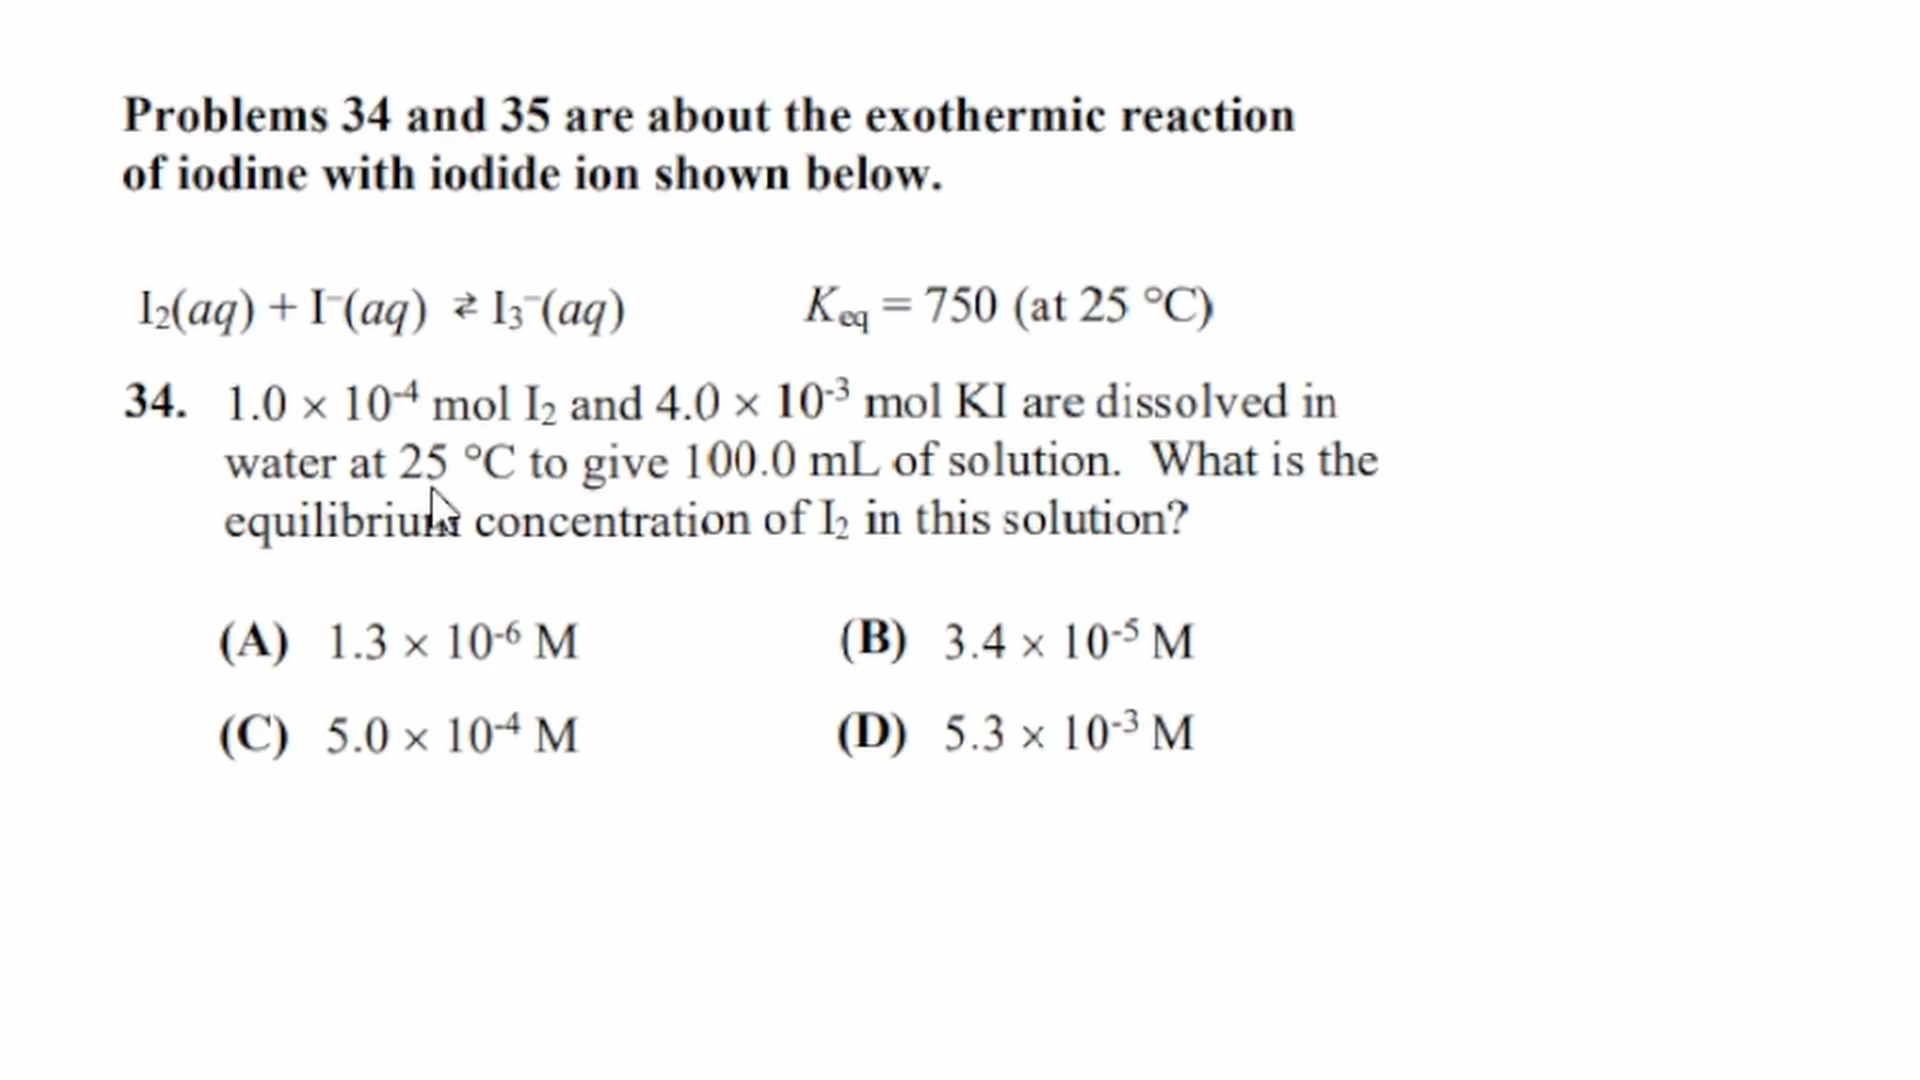 Problems 34 and 35 are about the exothermic reaction
of iodine with iodide ion shown below.
I₂(aq) + I⁻(aq) ⇄ I₃⁻(aq) K_eq = 750 (at 25 °C)
34. 1.0 × 10⁻⁴ mol I₂ and 4.0 × 10⁻³ mol KI are dissolved in
water at 25 °C to give 100.0 mL of solution. What is the
equilibrium concentration of I₂ in this solution?
(A) 1.3 × 10⁻⁶ M (B) 3.4 × 10⁻⁵ M
(C) 5.0 × 10⁻⁴ M (D) 5.3 × 10⁻³ M